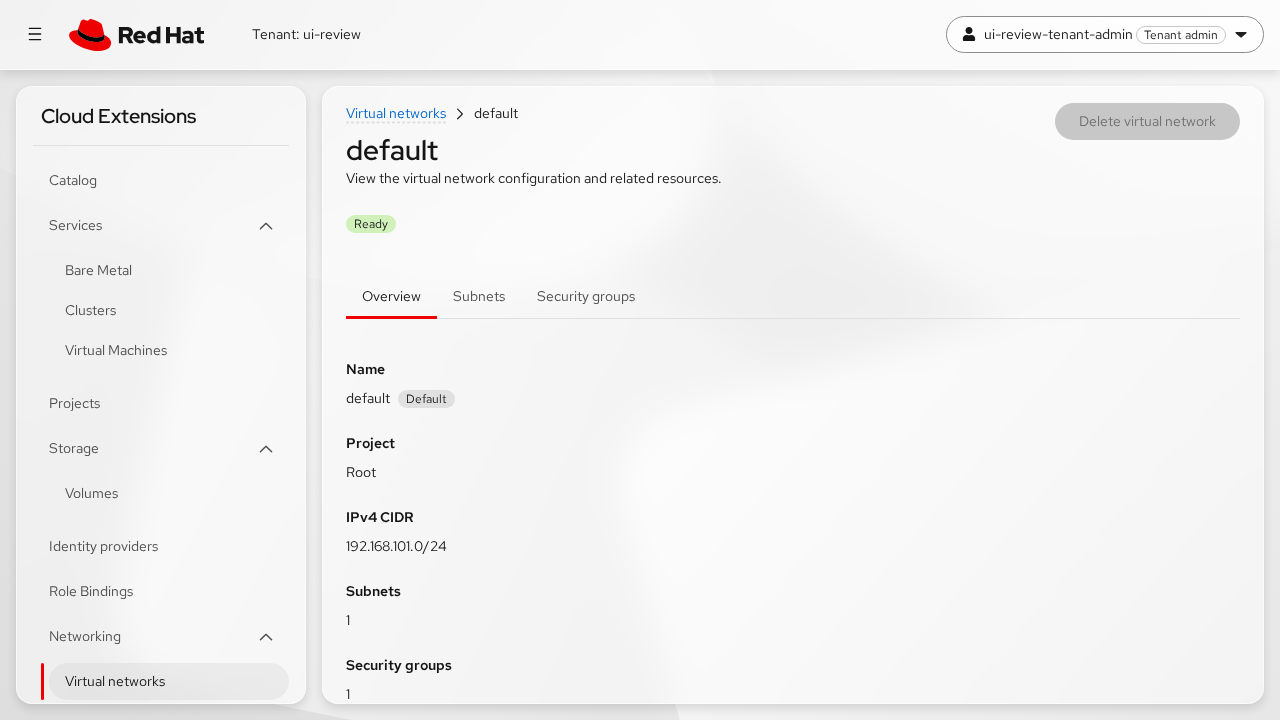 Red Hat
Tenant: ui-review
ui-review-tenant-admin Tenant admin
Cloud Extensions
Catalog
Services
Bare Metal
Clusters
Virtual Machines
Projects
Storage
Volumes
Identity providers
Role Bindings
Networking
Virtual networks
Virtual networks default
Delete virtual network
default
View the virtual network configuration and related resources.
Ready
Overview Subnets Security groups
Name
default Default
Project
Root
IPv4 CIDR
192.168.101.0/24
Subnets
1
Security groups
1